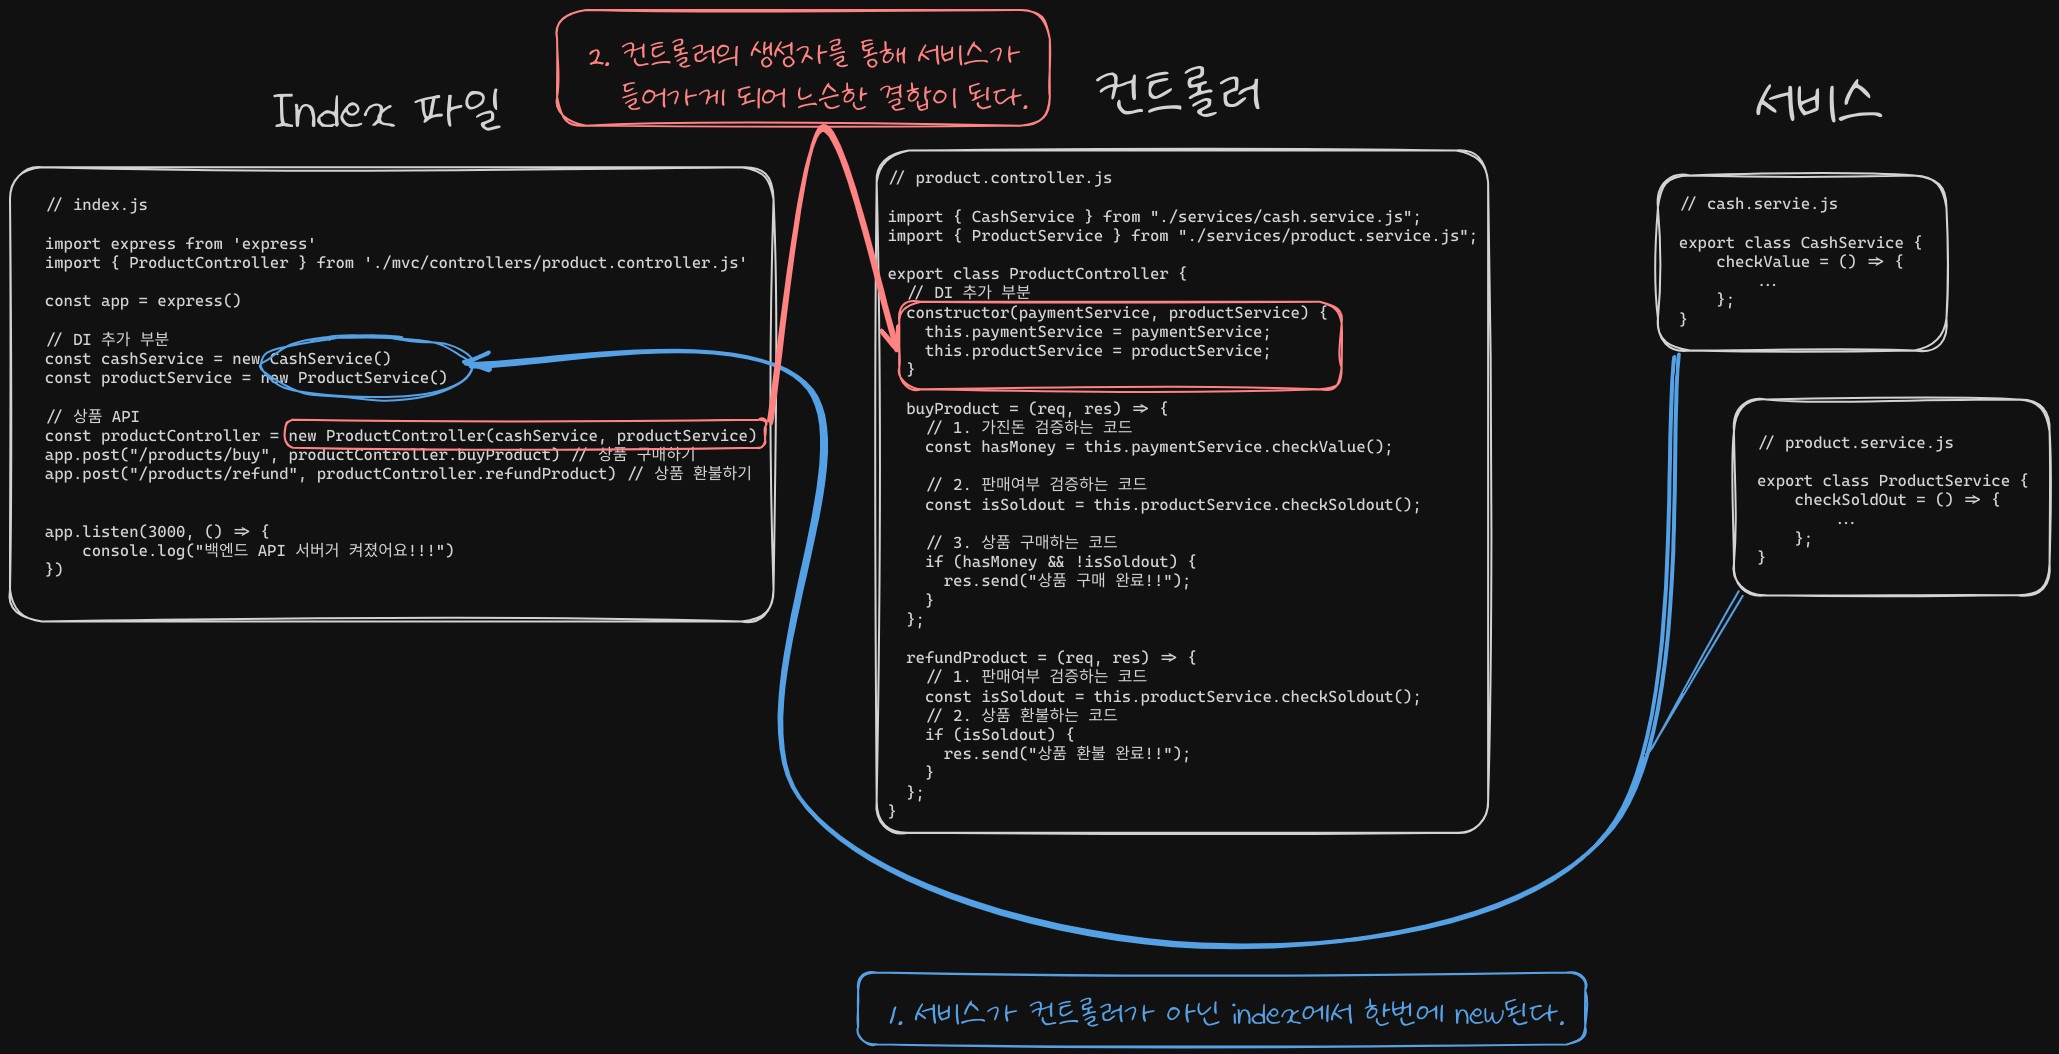 2. 컨트롤러의 생성자를 통해 서비스가
들어가게 되어 느슨한 결합이 된다.
Index 파일
// index.js
import express from 'express'
import { ProductController } from './mvc/controllers/product.controller.js'
const app = express()
// DI 추가 부분
const cashService = new CashService()
const productService = new ProductService()
// 상품 API
const productController = new ProductController(cashService, productService)
app.post("/products/buy", productController.buyProduct) // 상품 구매하기
app.post("/products/refund", productController.refundProduct) // 상품 환불하기
app.listen(3000, () => {
console.log("백엔드 API 서버거 켜졌어요!!!")
})
컨트롤러
// product.controller.js
import { CashService } from "./services/cash.service.js";
import { ProductService } from "./services/product.service.js";
export class ProductController {
// DI 추가 부분
constructor(paymentService, productService) {
this.paymentService = paymentService;
this.productService = productService;
}
buyProduct = (req, res) => {
// 1. 가진돈 검증하는 코드
const hasMoney = this.paymentService.checkValue();
// 2. 판매여부 검증하는 코드
const isSoldout = this.productService.checkSoldout();
// 3. 상품 구매하는 코드
if (hasMoney && !isSoldout) {
res.send("상품 구매 완료!!");
}
};
refundProduct = (req, res) => {
// 1. 판매여부 검증하는 코드
const isSoldout = this.productService.checkSoldout();
// 2. 상품 환불하는 코드
if (isSoldout) {
res.send("상품 환불 완료!!");
}
};
}
서비스
// cash.servie.js
export class CashService {
checkValue = () => {
...
};
}
// product.service.js
export class ProductService {
checkSoldOut = () => {
...
};
}
1. 서비스가 컨트롤러가 아닌 index에서 한번에 new된다.